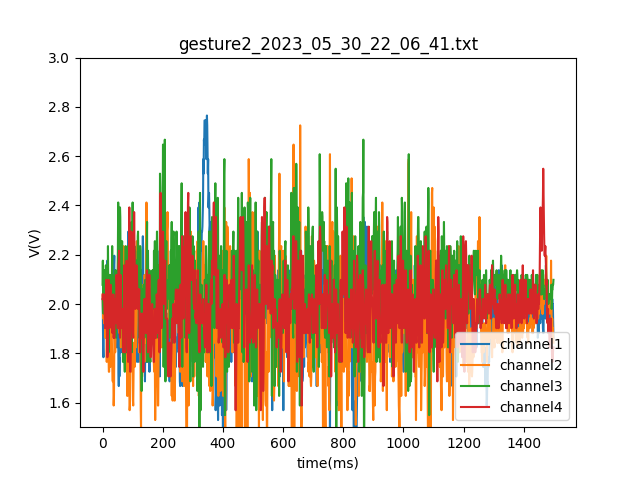 gesture2_2023_05_30_22_06_41.txt
3.0
2.8
2.6
2.4
2.2
2.0
1.8
1.6
V(V)
channel1
channel2
channel3
channel4
0 200 400 600 800 1000 1200 1400
time(ms)